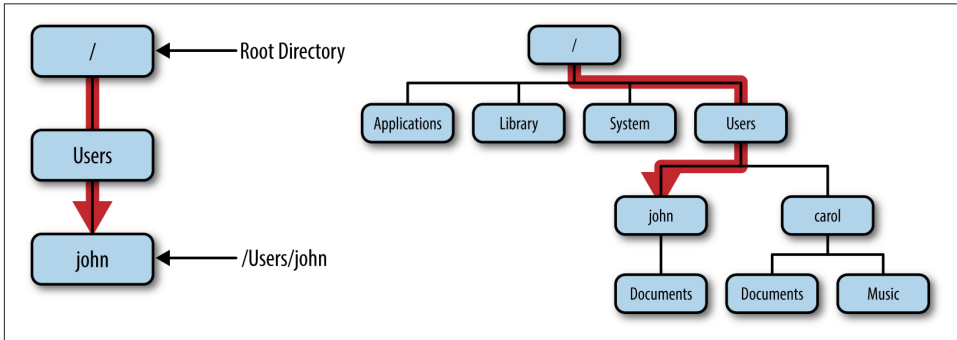 /
Root Directory
Users
john
/Users/john
/
Applications
Library
System
Users
john
carol
Documents
Documents
Music